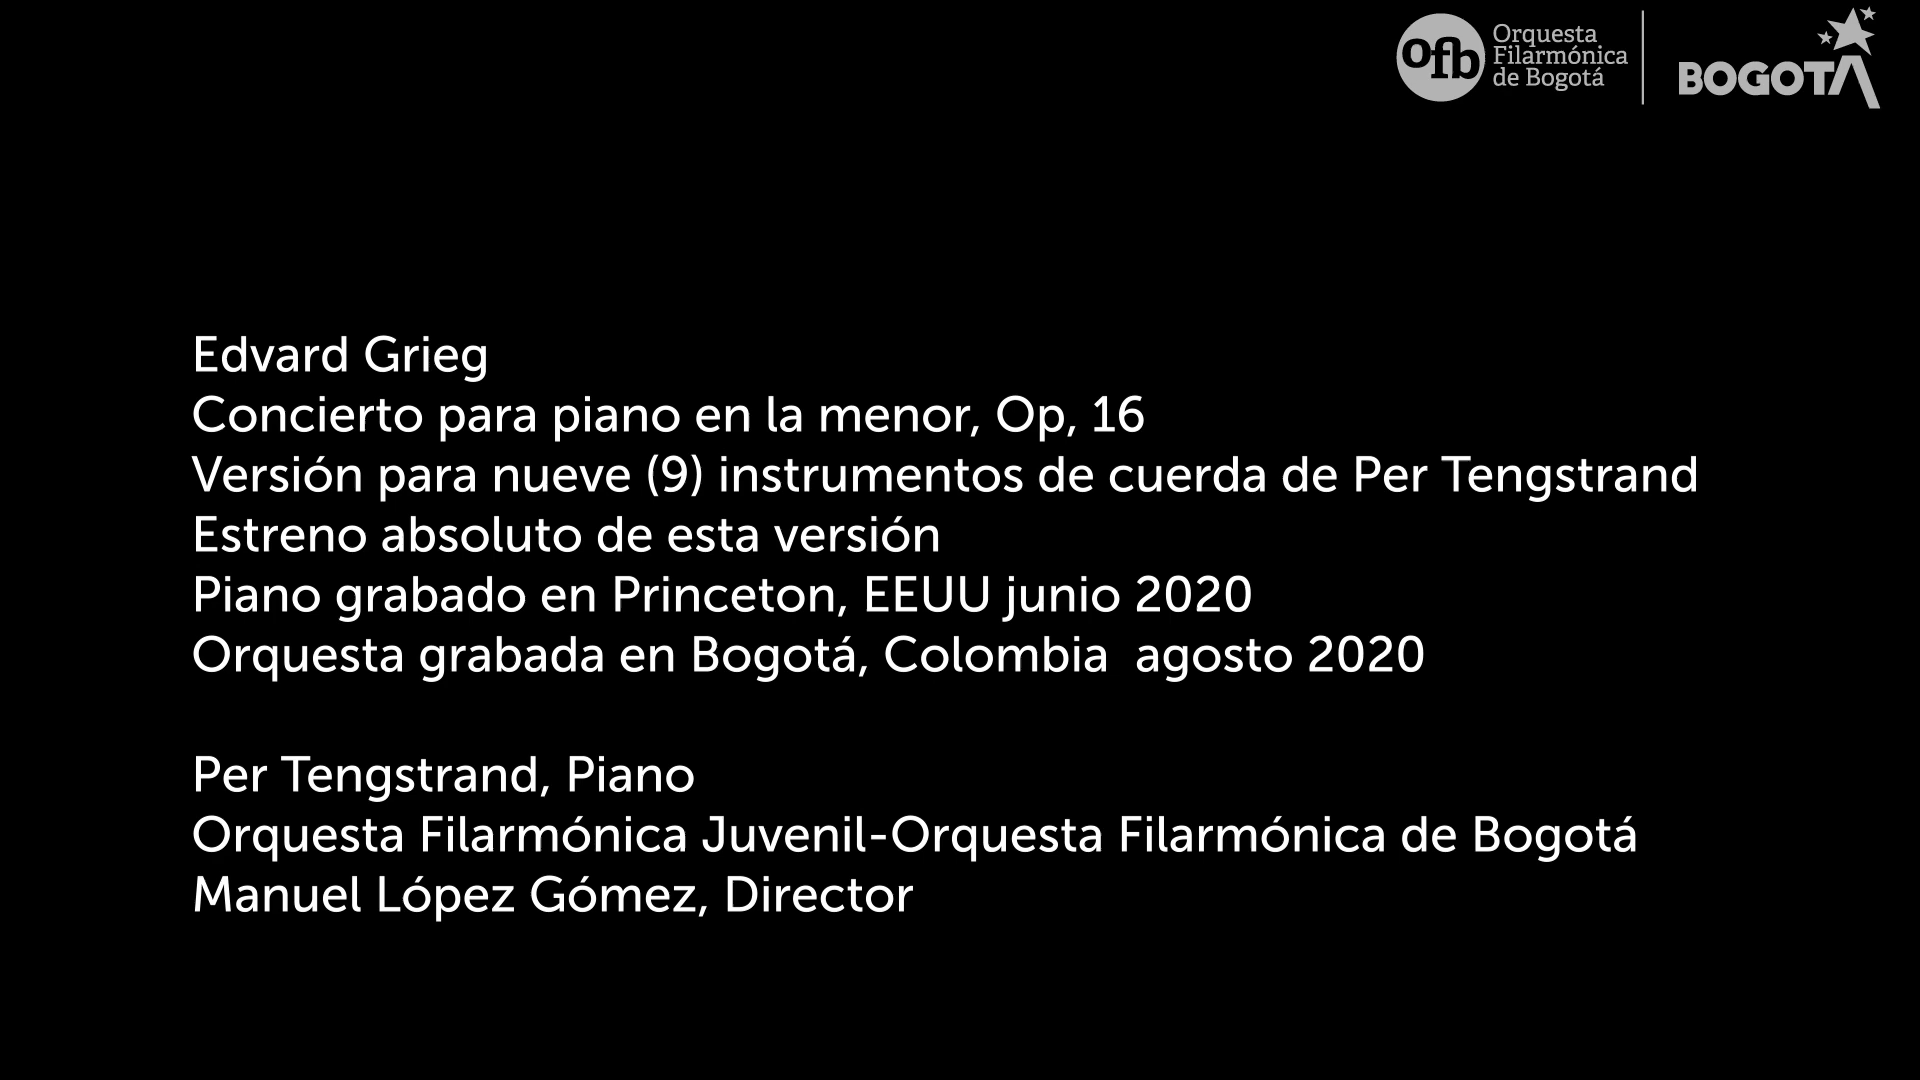 ofb
Orquesta
Filarmónica
de Bogotá
BOGOTÁ
Edvard Grieg
Concierto para piano en la menor, Op, 16
Versión para nueve (9) instrumentos de cuerda de Per Tengstrand
Estreno absoluto de esta versión
Piano grabado en Princeton, EEUU junio 2020
Orquesta grabada en Bogotá, Colombia  agosto 2020
Per Tengstrand, Piano
Orquesta Filarmónica Juvenil-Orquesta Filarmónica de Bogotá
Manuel López Gómez, Director